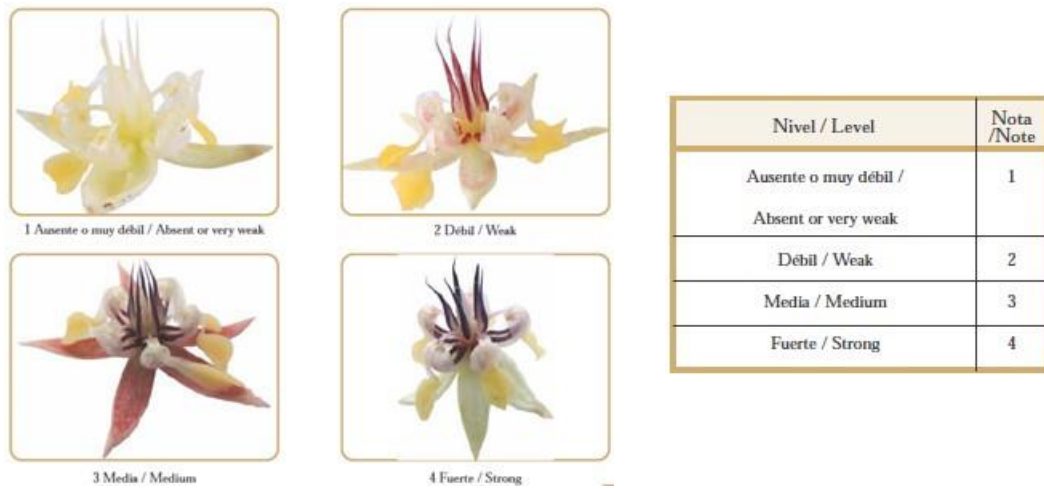 1 Ausente o muy débil / Absent or very weak
2 Débil / Weak
3 Media / Medium
4 Fuerte / Strong
Nivel / Level
Nota
/Note
Ausente o muy débil /
1
Absent or very weak
Débil / Weak
2
Media / Medium
3
Fuerte / Strong
4